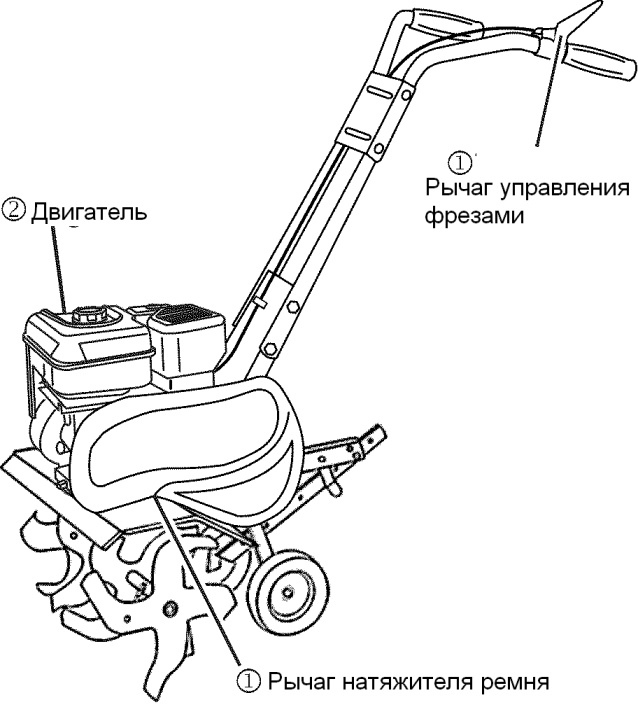 ①
Рычаг управления
фрезами
② Двигатель
① Рычаг натяжителя ремня